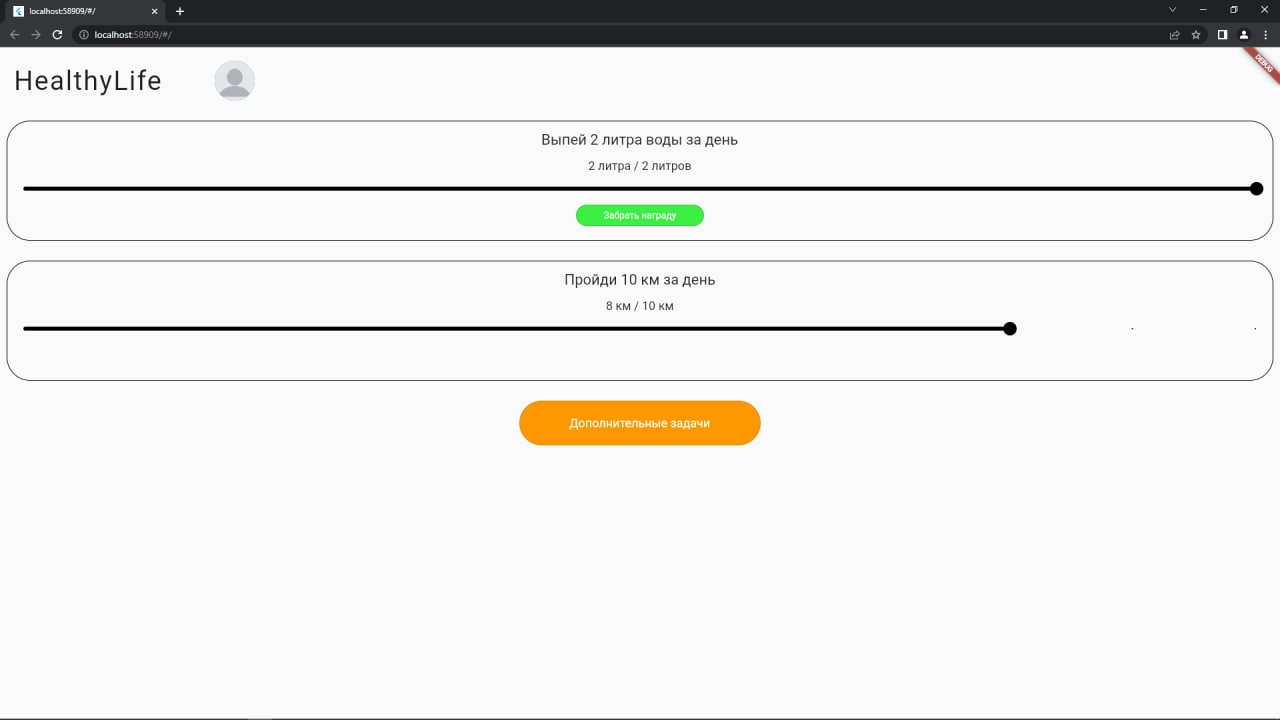 localhost:58909/#/
localhost:58909/#/
HealthyLife
DEBUG
Выпей 2 литра воды за день
2 литра / 2 литров
Забрать награду
Пройди 10 км за день
8 км / 10 км
Дополнительные задачи